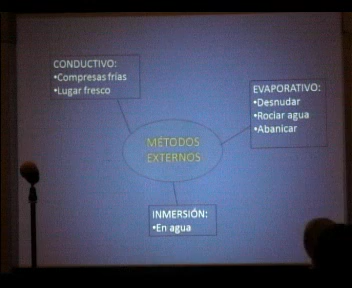 CONDUCTIVO:
•Compresas frías
•Lugar fresco
EVAPORATIVO:
•Desnudar
•Rociar agua
•Abanicar
MÉTODOS
EXTERNOS
INMERSIÓN:
•En agua